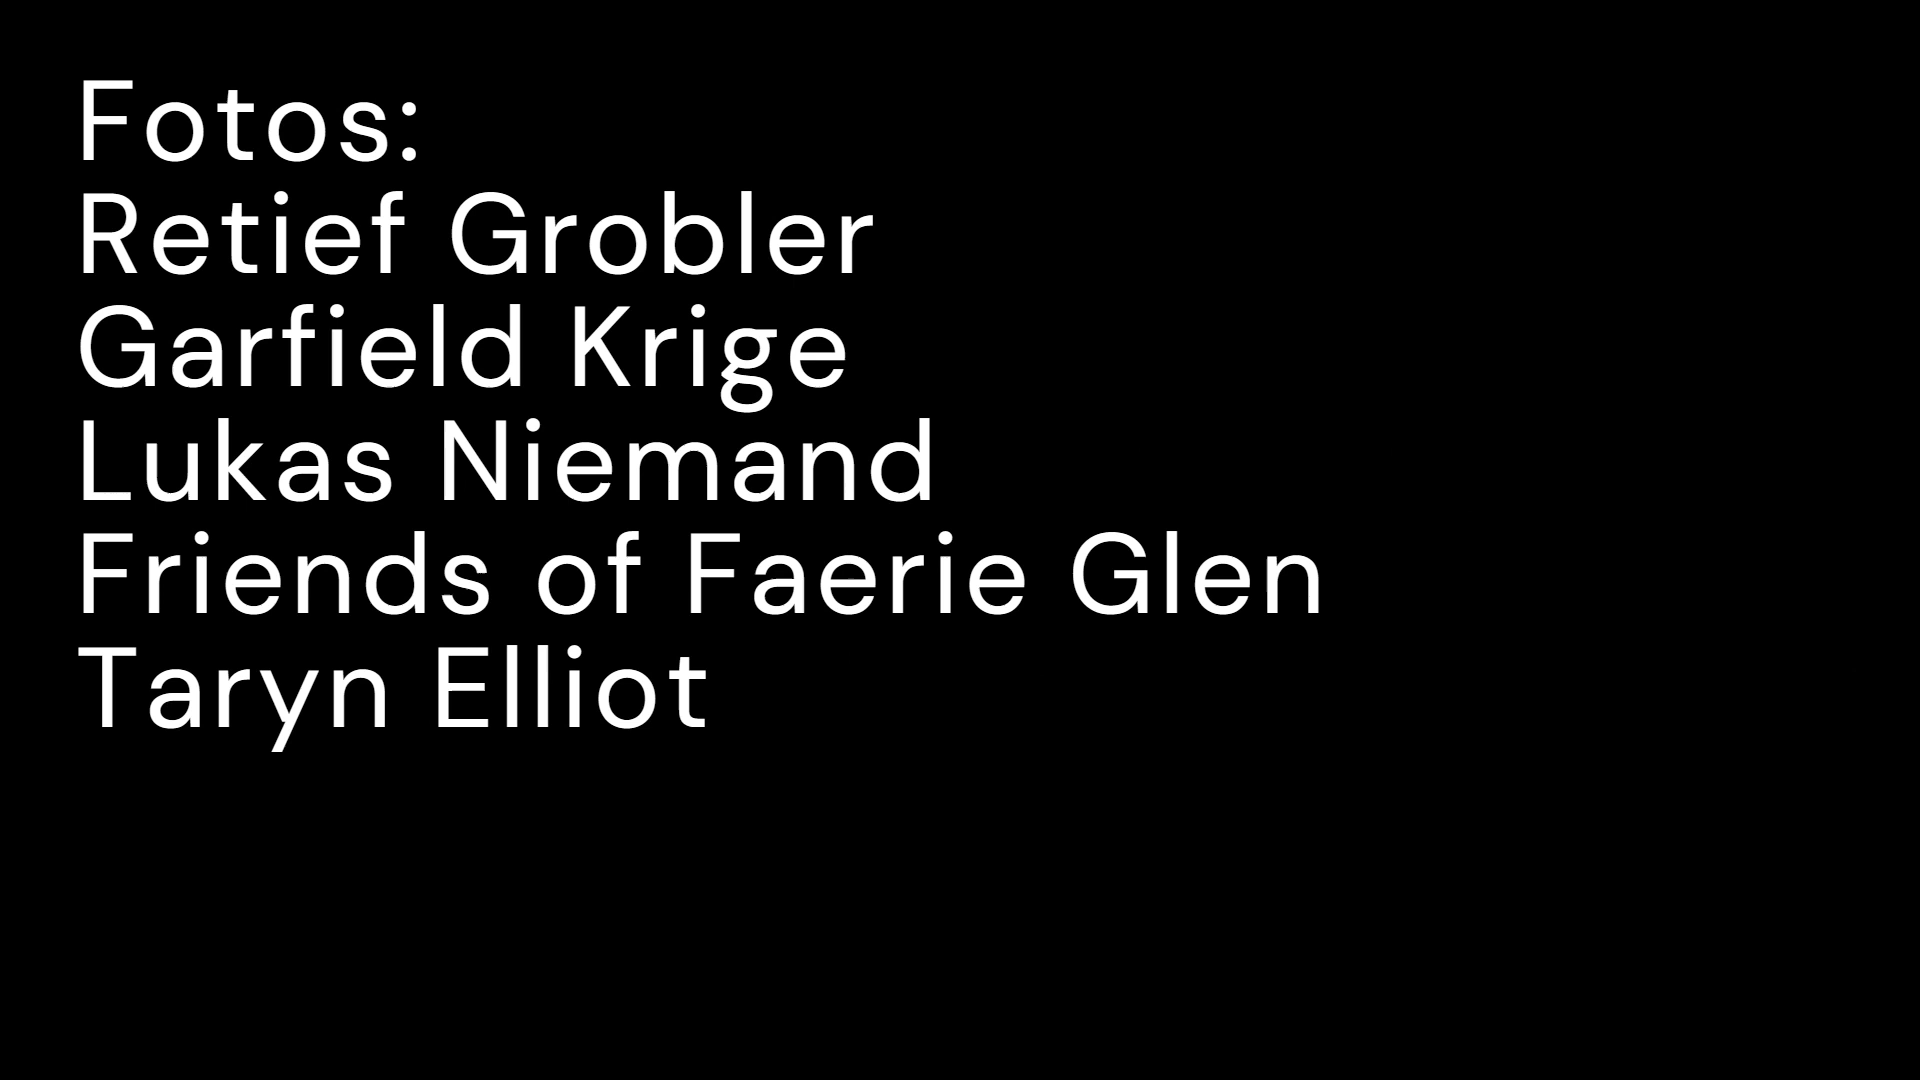 Fotos:
Retief Grobler
Garfield Krige
Lukas Niemand
Friends of Faerie Glen
Taryn Elliot